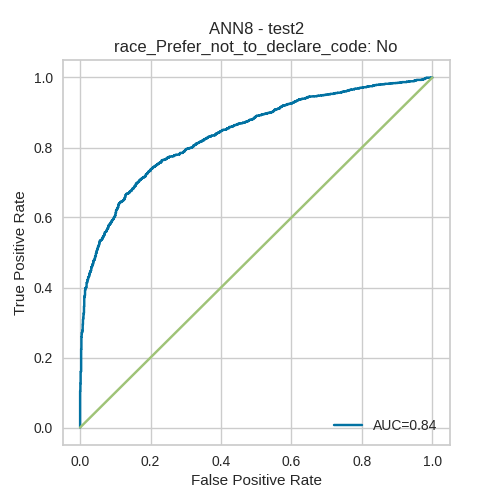 ANN8 - test2
race_Prefer_not_to_declare_code: No
True Positive Rate
1.0
0.8
0.6
0.4
0.2
0.0
AUC=0.84
0.0 0.2 0.4 0.6 0.8 1.0
False Positive Rate